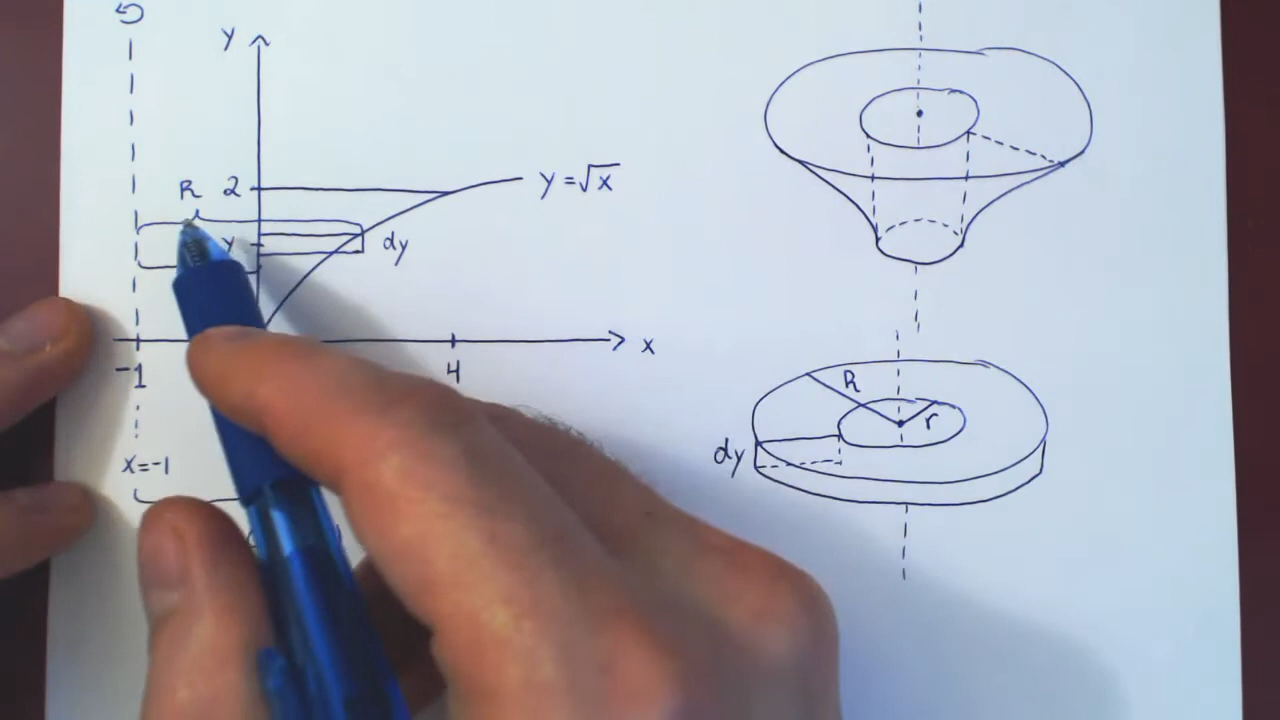 y
R 2
y = √x
y dy
x
-1 4
x=-1
R
r
dy